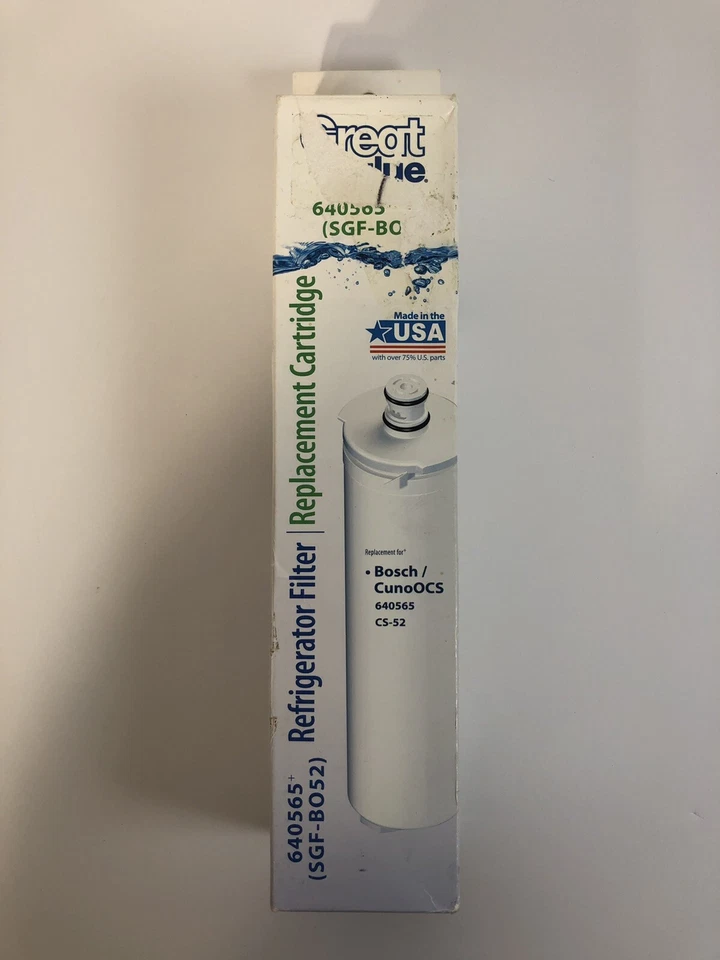 Great
alue
640565
(SGF-BO
Made in the
USA
with over 75% U.S. parts
Refrigerator Filter | Replacement Cartridge
Replacement for+
• Bosch /
CunoOCS
640565
CS-52
640565+
(SGF-BO52)